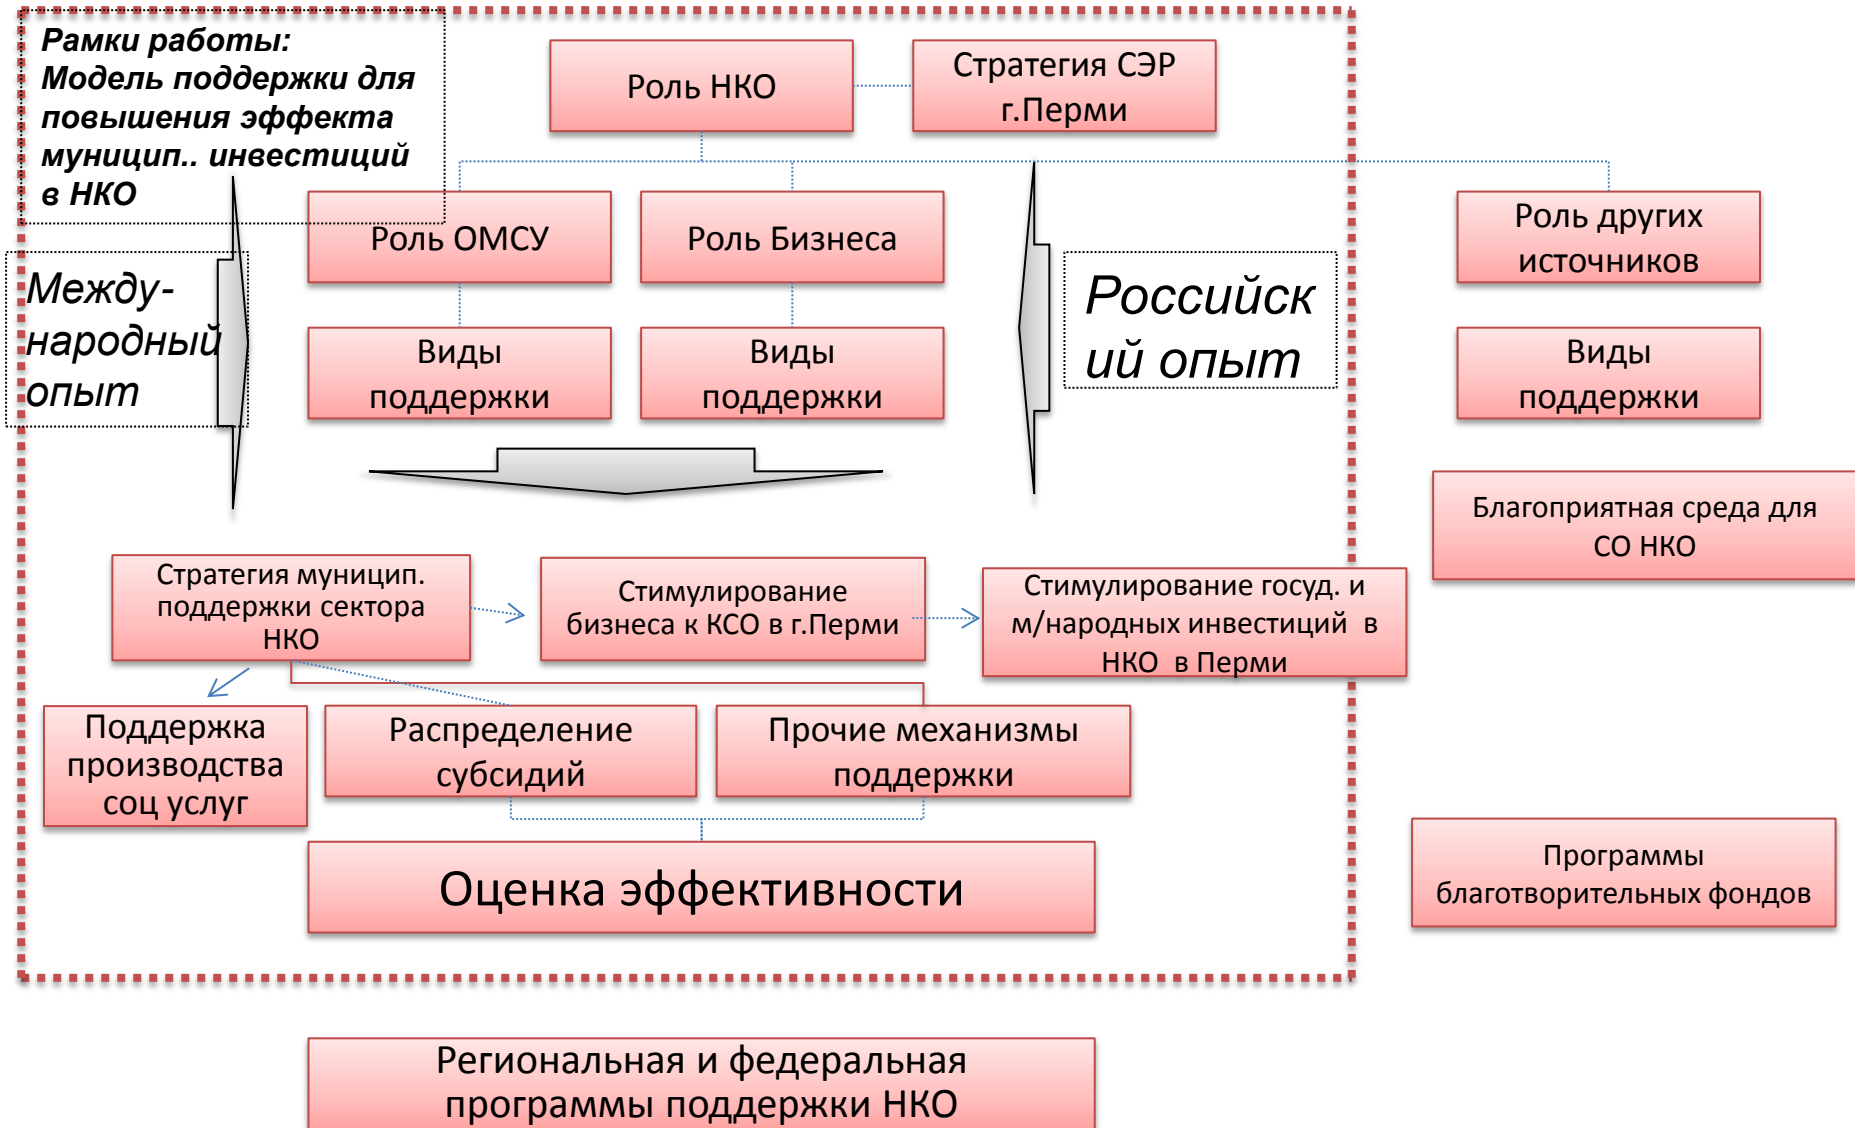 Рамки работы:
Модель поддержки для
повышения эффекта
муницип.. инвестиций
в НКО
Роль НКО
Стратегия СЭР
г.Перми
Роль ОМСУ
Роль Бизнеса
Роль других
источников
Между-
народный
опыт
Российск
ий опыт
Виды
поддержки
Виды
поддержки
Виды
поддержки
Благоприятная среда для
СО НКО
Стратегия муницип.
поддержки сектора
НКО
Стимулирование
бизнеса к КСО в г.Перми
Стимулирование госуд. и
м/народных инвестиций в
НКО в Перми
Поддержка
производства
соц услуг
Распределение
субсидий
Прочие механизмы
поддержки
Оценка эффективности
Программы
благотворительных фондов
Региональная и федеральная
программы поддержки НКО